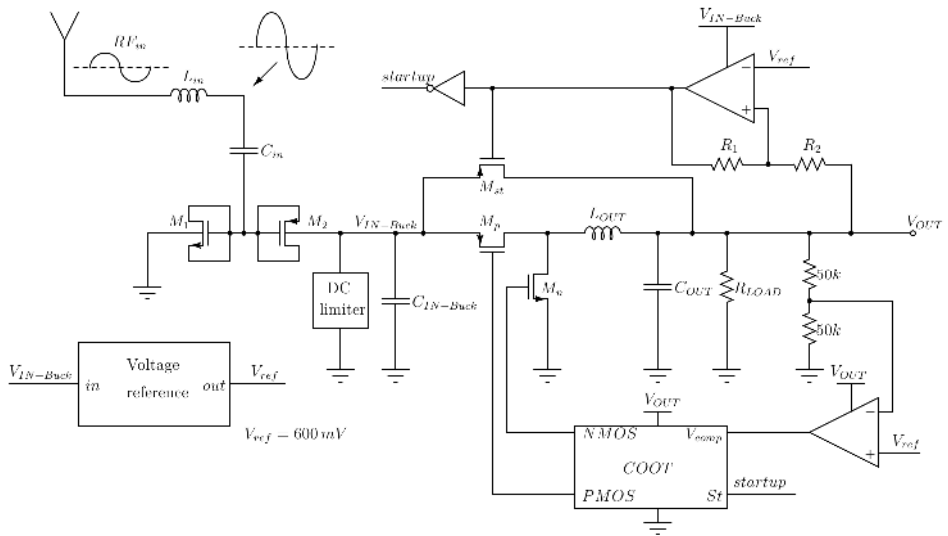 RF_in
L_in
C_in
M_1
M_2
V_IN−Buck
DC
limiter
C_IN−Buck
V_IN−Buck
in
Voltage
reference
out
V_ref
V_ref = 600 mV
startup
V_IN−Buck
V_ref
−
+
R_1
R_2
M_st
M_p
L_OUT
M_n
C_OUT
R_LOAD
V_OUT
50k
50k
V_OUT
−
+
V_ref
V_OUT
NMOS
V_comp
COOT
PMOS
St
startup